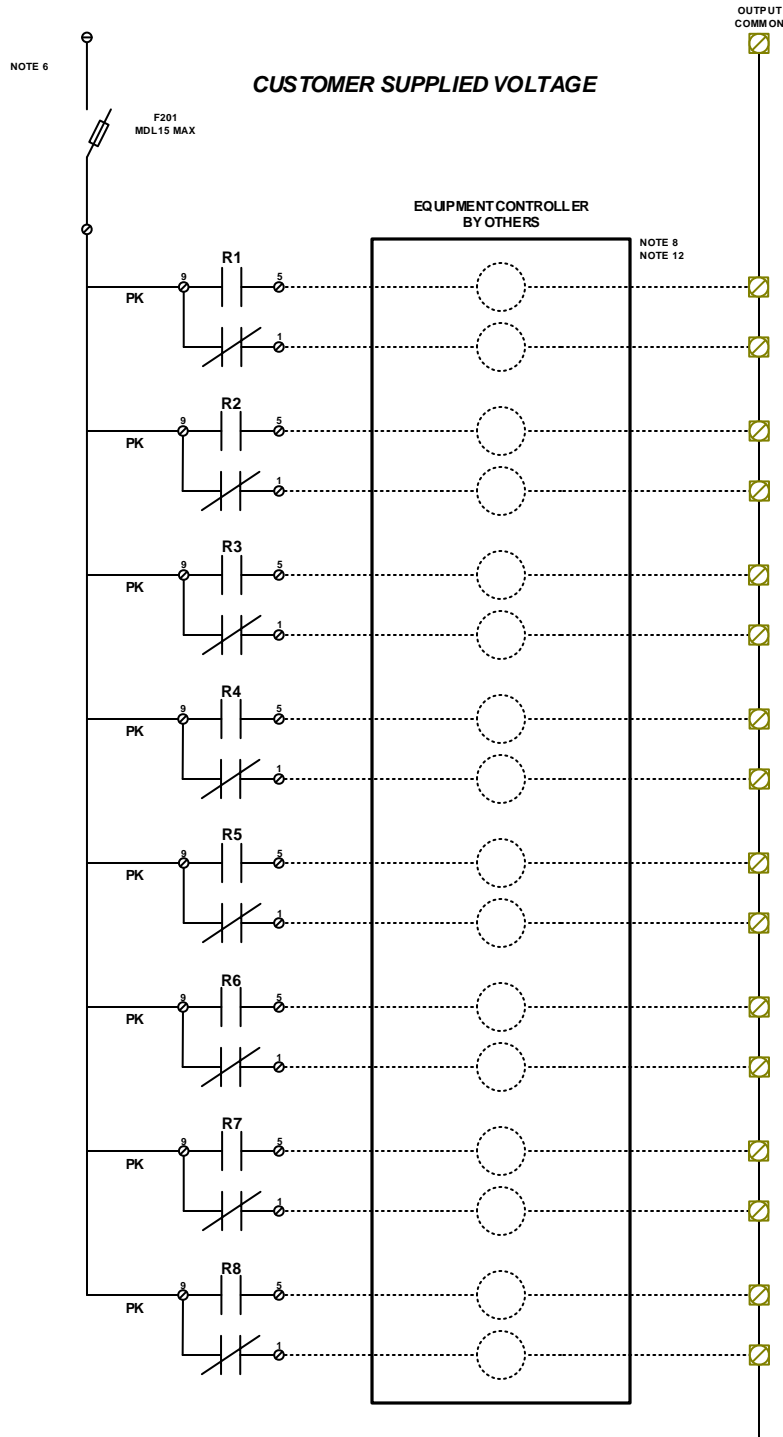 OUTPUT
COMMON
NOTE 6
CUSTOMER SUPPLIED VOLTAGE
F201
MDL15 MAX
EQUIPMENT CONTROLLER
BY OTHERS
NOTE 8
NOTE 12
R1
9
5
PK
1
R2
9
5
PK
1
R3
9
5
PK
1
R4
9
5
PK
1
R5
9
5
PK
1
R6
9
5
PK
1
R7
9
5
PK
1
R8
9
5
PK
1